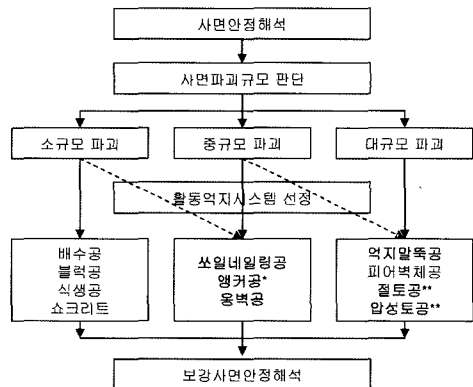 사면안정해석
사면파괴규모 판단
소규모 파괴
중규모 파괴
대규모 파괴
활동억지시스템 선정
배수공
블럭공
식생공
쇼크리트
쏘일네일링공
앵커공*
옹벽공
억지말뚝공
피어벽체공
절토공**
압성토공**
보강사면안정해석